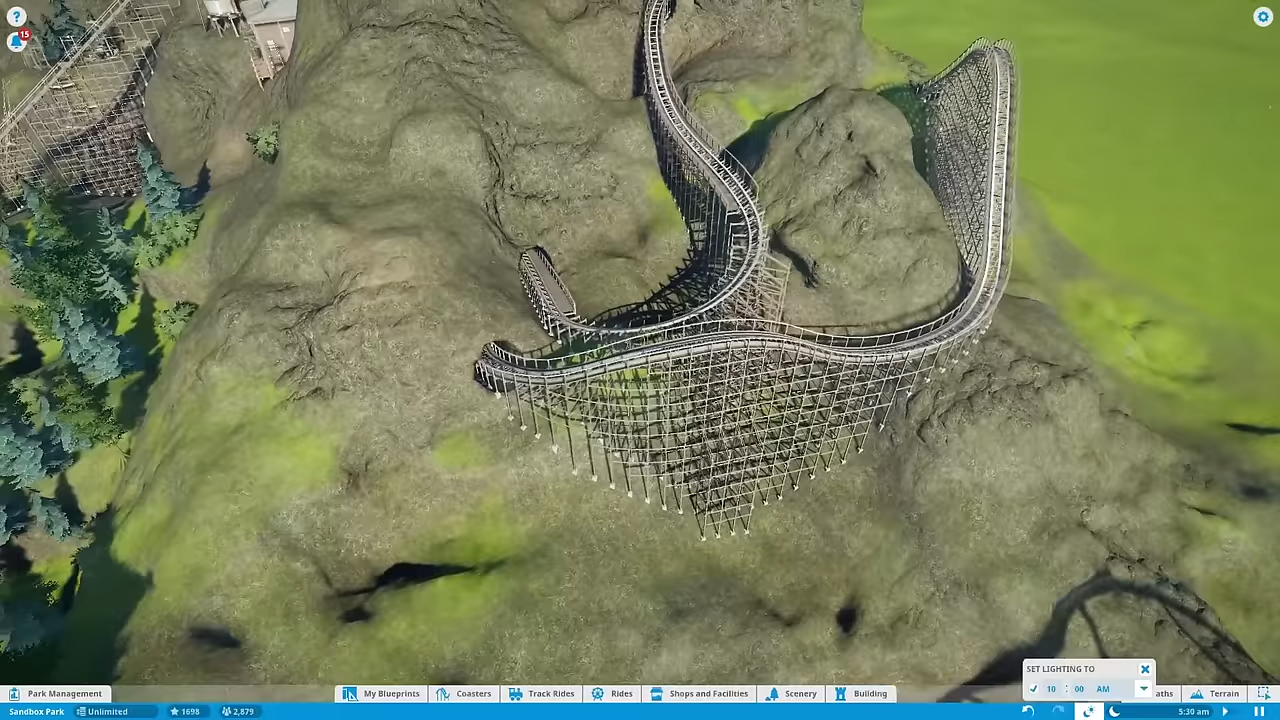 ?
15
SET LIGHTING TO
10 : 00 AM
Park Management
My Blueprints
Coasters
Track Rides
Rides
Shops and Facilities
Scenery
Building
aths
Terrain
Sandbox Park
Unlimited
1698
2,879
5:30 am